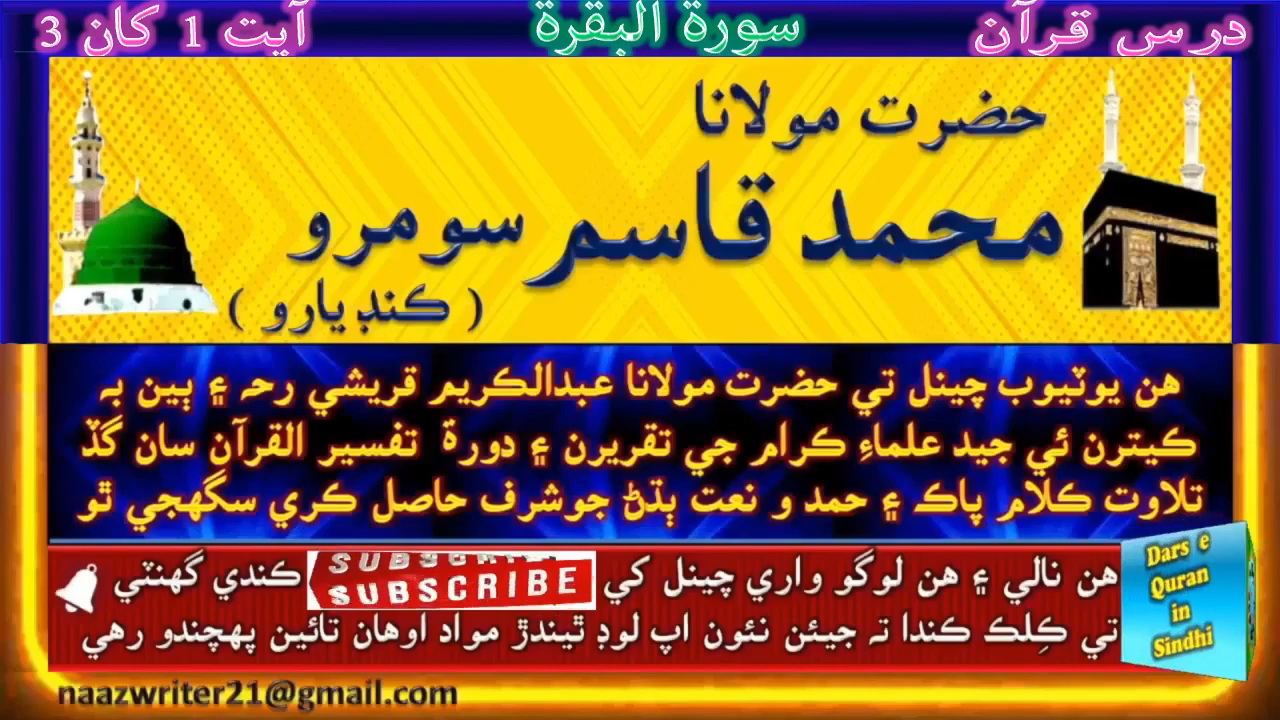 درس قرآن
سورة البقرة
آيت 1 کان 3
حضرت مولانا
محمد قاسم سومرو
( ڪنڊيارو )
هن يوٽيوب چينل تي حضرت مولانا عبدالڪريم قريشي رحہ ۽ ٻين بہ
ڪيترن ئي جيد علماءِ ڪرام جي تقريرن ۽ دورة تفسير القرآن سان گڏ
تلاوت ڪلام پاڪ ۽ حمد و نعت ٻڌڻ جوشرف حاصل ڪري سگهجي ٿو
هن نالي ۽ هن لوگو واري چينل کي SUBSCRIBE ڪندي گهنٽي
تي ڪِلڪ ڪندا تہ جيئن نئون اپ لوڊ ٿيندڙ مواد اوهان تائين پهچندو رهي
Dars e
Quran
in
Sindhi
naazwriter21@gmail.com